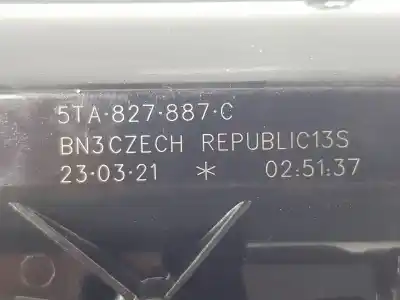 5TA·827·887·C
BN3CZECH REPUBLIC13S
23·03·21 * 02:51:37